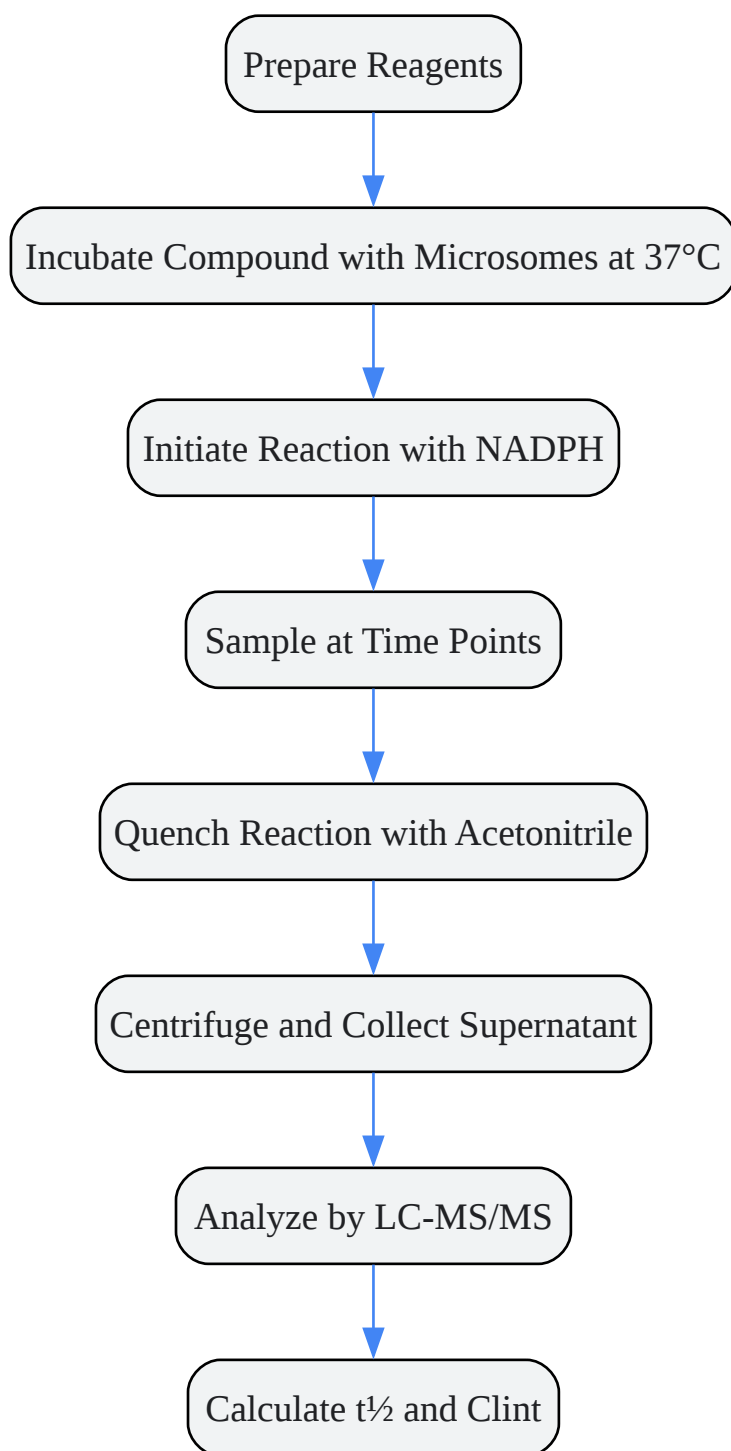 Prepare Reagents
Incubate Compound with Microsomes at 37°C
Initiate Reaction with NADPH
Sample at Time Points
Quench Reaction with Acetonitrile
Centrifuge and Collect Supernatant
Analyze by LC-MS/MS
Calculate t½ and Clint